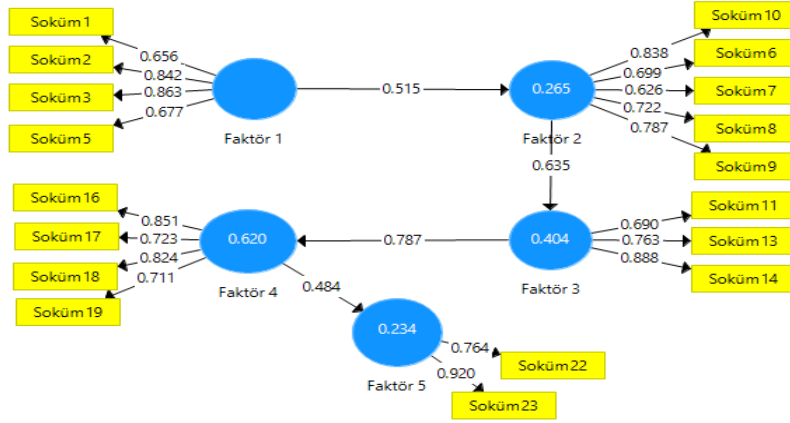 Soküm 1
Soküm 2
Soküm 3
Soküm 5
0.656
0.842
0.863
0.677
Faktör 1
0.515
0.265
Faktör 2
0.838
0.699
0.626
0.722
0.787
Soküm 10
Soküm 6
Soküm 7
Soküm 8
Soküm 9
0.635
Soküm 16
Soküm 17
Soküm 18
Soküm 19
0.851
0.723
0.824
0.711
0.620
Faktör 4
0.787
0.404
Faktör 3
0.690
0.763
0.888
Soküm 11
Soküm 13
Soküm 14
0.484
0.234
Faktör 5
0.764
0.920
Soküm 22
Soküm 23